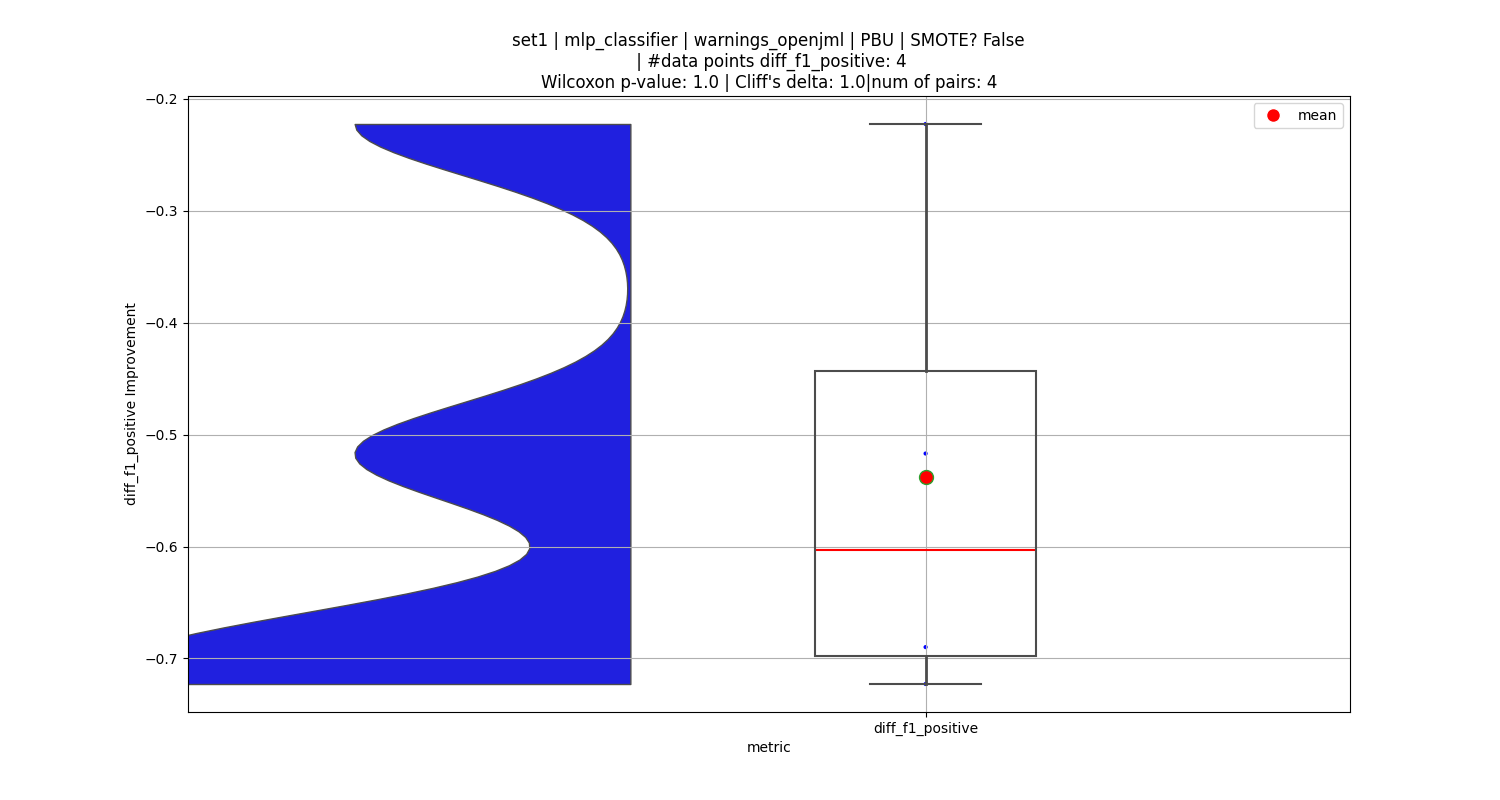 set1 | mlp_classifier | warnings_openjml | PBU | SMOTE? False
| #data points diff_f1_positive: 4
Wilcoxon p-value: 1.0 | Cliff's delta: 1.0|num of pairs: 4
mean
−0.2
−0.3
−0.4
−0.5
−0.6
−0.7
diff_f1_positive Improvement
diff_f1_positive
metric